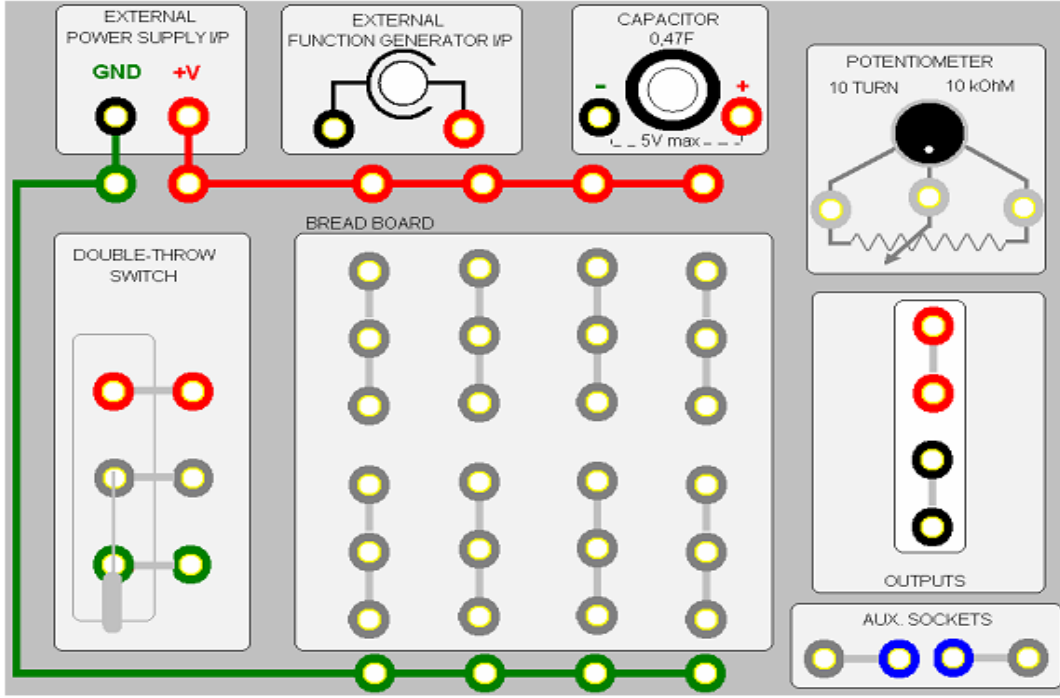 EXTERNAL
POWER SUPPLY I/P
GND +V
EXTERNAL
FUNCTION GENERATOR I/P
CAPACITOR
0,47F
- +
5V max
POTENTIOMETER
10 TURN 10 kOhM
BREAD BOARD
DOUBLE-THROW
SWITCH
OUTPUTS
AUX. SOCKETS